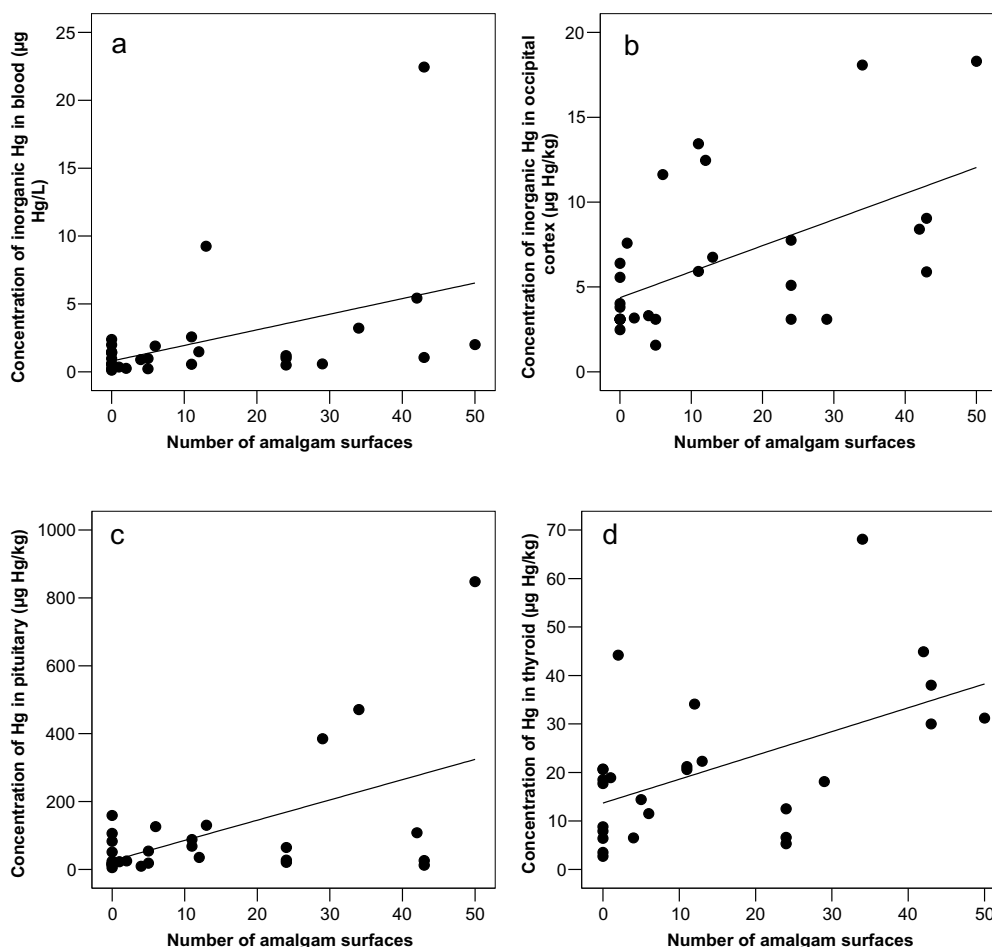 a
Concentration of inorganic Hg in blood (µg
Hg/L)
25
20
15
10
5
0
0 10 20 30 40 50
Number of amalgam surfaces
b
Concentration of inorganic Hg in occipital
cortex (µg Hg/kg)
20
15
10
5
0
0 10 20 30 40 50
Number of amalgam surfaces
c
Concentration of Hg in pituitary (µg Hg/kg)
1000
800
600
400
200
0
0 10 20 30 40 50
Number of amalgam surfaces
d
Concentration of Hg in thyroid (µg Hg/kg)
70
60
50
40
30
20
10
0
0 10 20 30 40 50
Number of amalgam surfaces